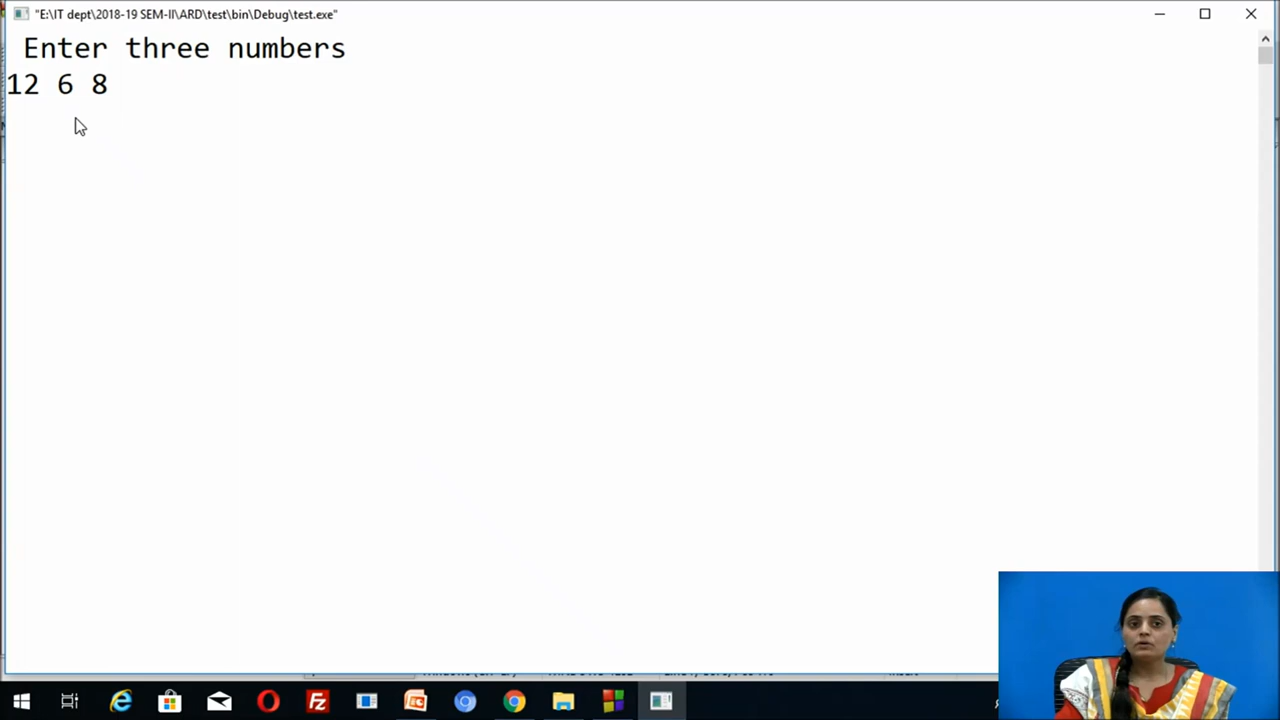 "E:\IT dept\2018-19 SEM-II\ARD\test\bin\Debug\test.exe"
Enter three numbers
12 6 8